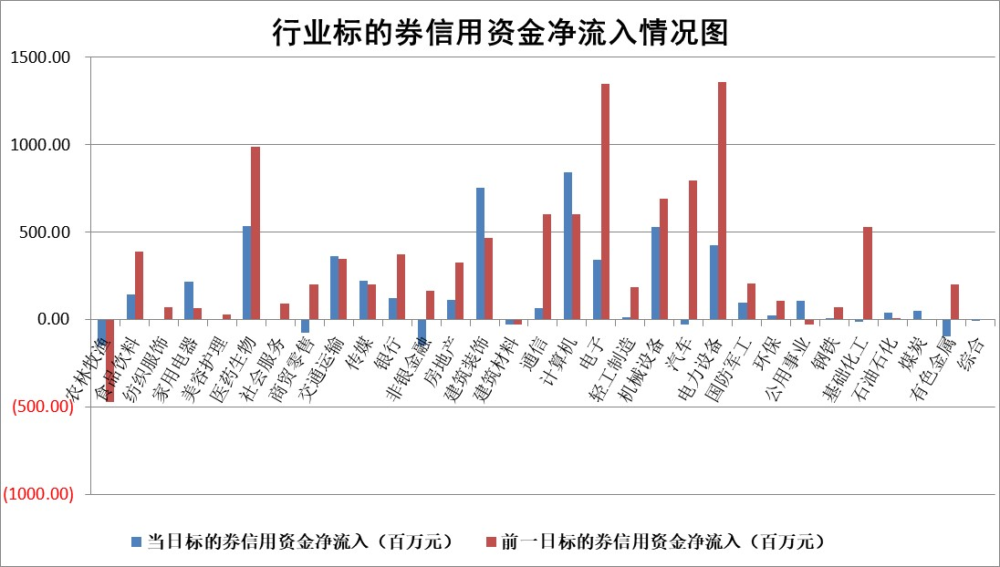 行业标的券信用资金净流入情况图
1500.00
1000.00
500.00
0.00
(500.00)
(1000.00)
农林牧渔
食品饮料
纺织服饰
家用电器
美容护理
医药生物
社会服务
商贸零售
交通运输
传媒
银行
非银金融
房地产
建筑装饰
建筑材料
通信
计算机
电子
轻工制造
机械设备
汽车
电力设备
国防军工
环保
公用事业
钢铁
基础化工
石油石化
煤炭
有色金属
综合
当日标的券信用资金净流入（百万元）
前一日标的券信用资金净流入（百万元）